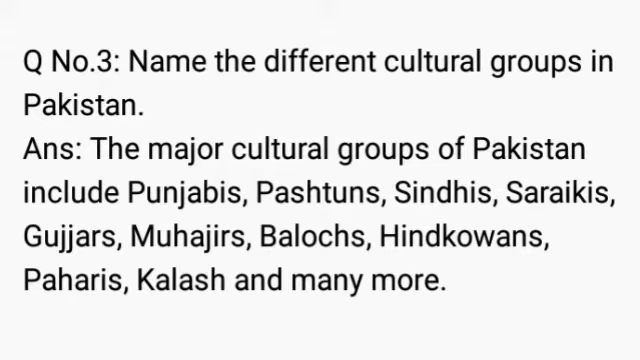 Q No.3: Name the different cultural groups in
Pakistan.
Ans: The major cultural groups of Pakistan
include Punjabis, Pashtuns, Sindhis, Saraikis,
Gujjars, Muhajirs, Balochs, Hindkowans,
Paharis, Kalash and many more.